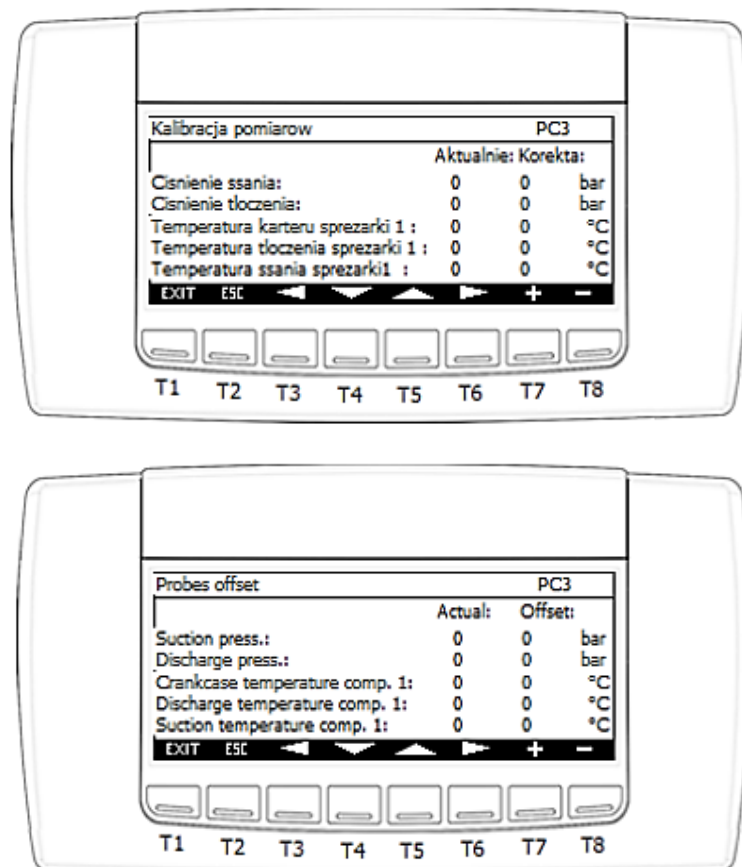 Kalibracja pomiarow PC3
Aktualnie: Korekta:
Cisnienie ssania: 0 0 bar
Cisnienie tloczenia: 0 0 bar
Temperatura karteru sprezarki 1 : 0 0 °C
Temperatura tloczenia sprezarki 1 : 0 0 °C
Temperatura ssania sprezarki1 : 0 0 °C
EXIT ESC + −
T1 T2 T3 T4 T5 T6 T7 T8
Probes offset PC3
Actual: Offset:
Suction press.: 0 0 bar
Discharge press.: 0 0 bar
Crankcase temperature comp. 1: 0 0 °C
Discharge temperature comp. 1: 0 0 °C
Suction temperature comp. 1: 0 0 °C
EXIT ESC + −
T1 T2 T3 T4 T5 T6 T7 T8